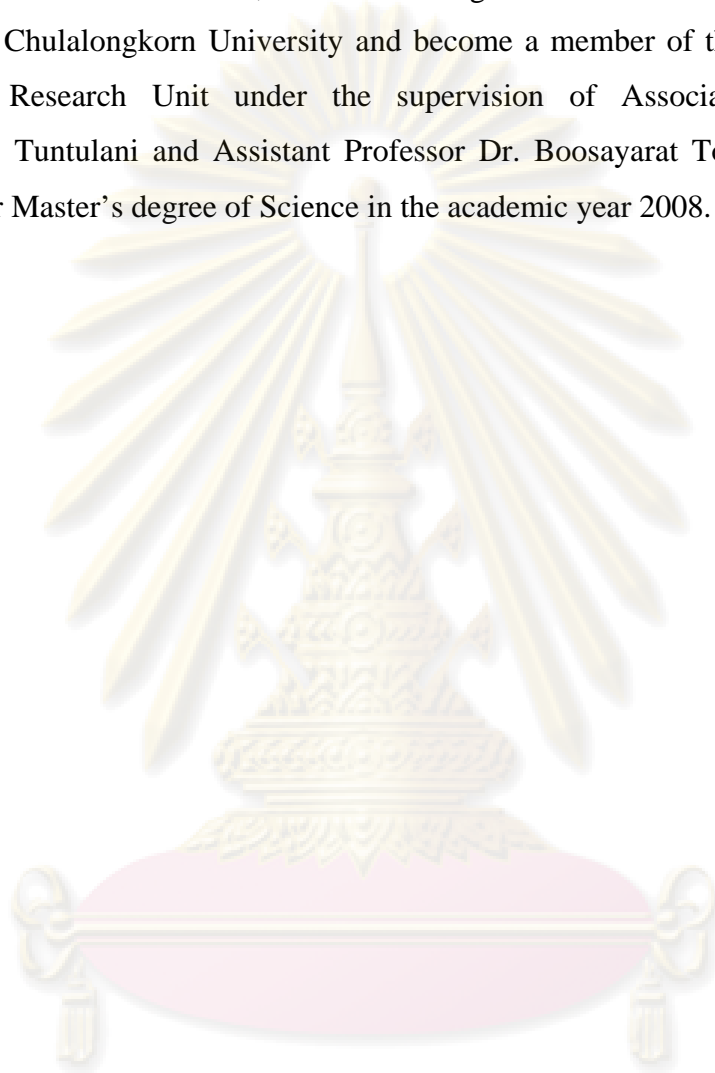 Chulalongkorn University and become a member of
Research Unit under the supervision of
Tuntulani and Assistant Professor Dr. Boosayarat
Master's degree of Science in the academic year 2008.